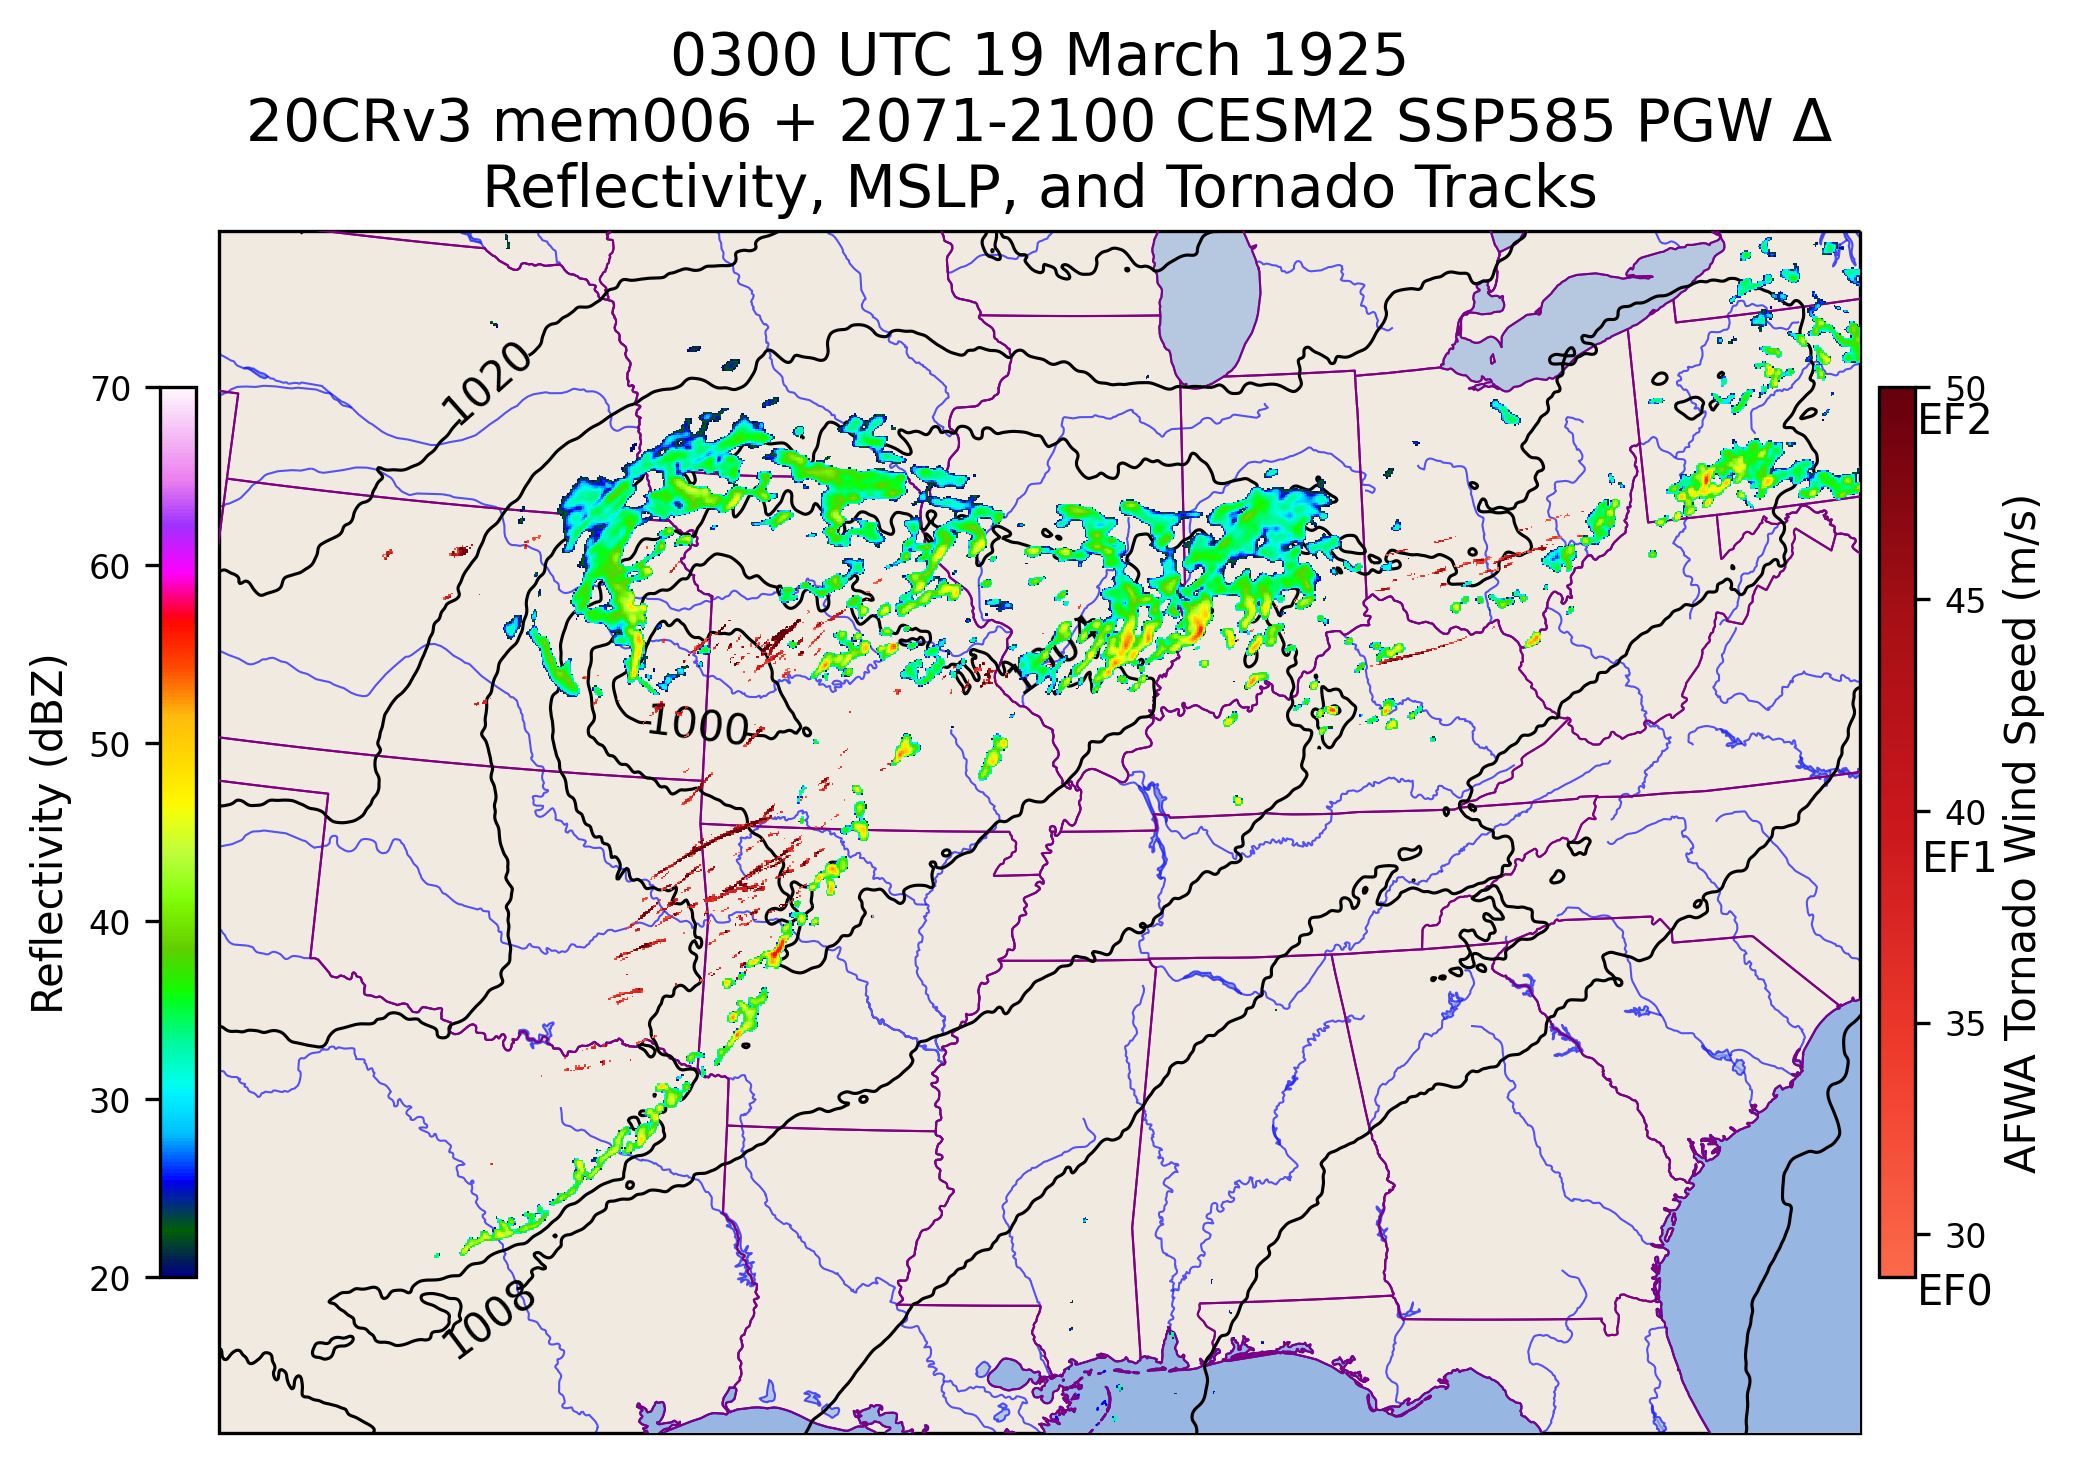 0300 UTC 19 March 1925
20CRv3 mem006 + 2071-2100 CESM2 SSP585 PGW Δ
Reflectivity, MSLP, and Tornado Tracks
1020
1000
1008
70
60
50
40
30
20
Reflectivity (dBZ)
50
EF2
45
40
EF1
35
30
EF0
AFWA Tornado Wind Speed (m/s)